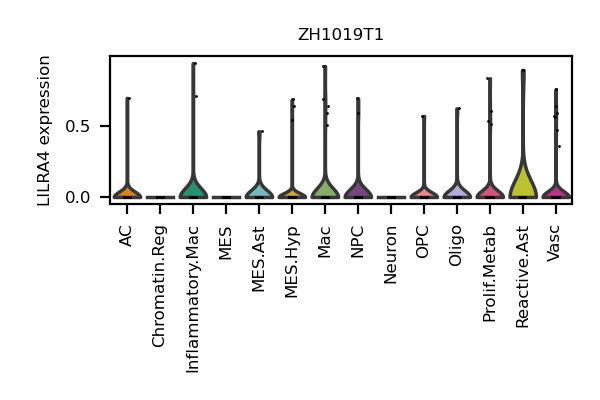 ZH1019T1
LILRA4 expression
0.5
0.0
AC
Chromatin.Reg
Inflammatory.Mac
MES
MES.Ast
MES.Hyp
Mac
NPC
Neuron
OPC
Oligo
Prolif.Metab
Reactive.Ast
Vasc